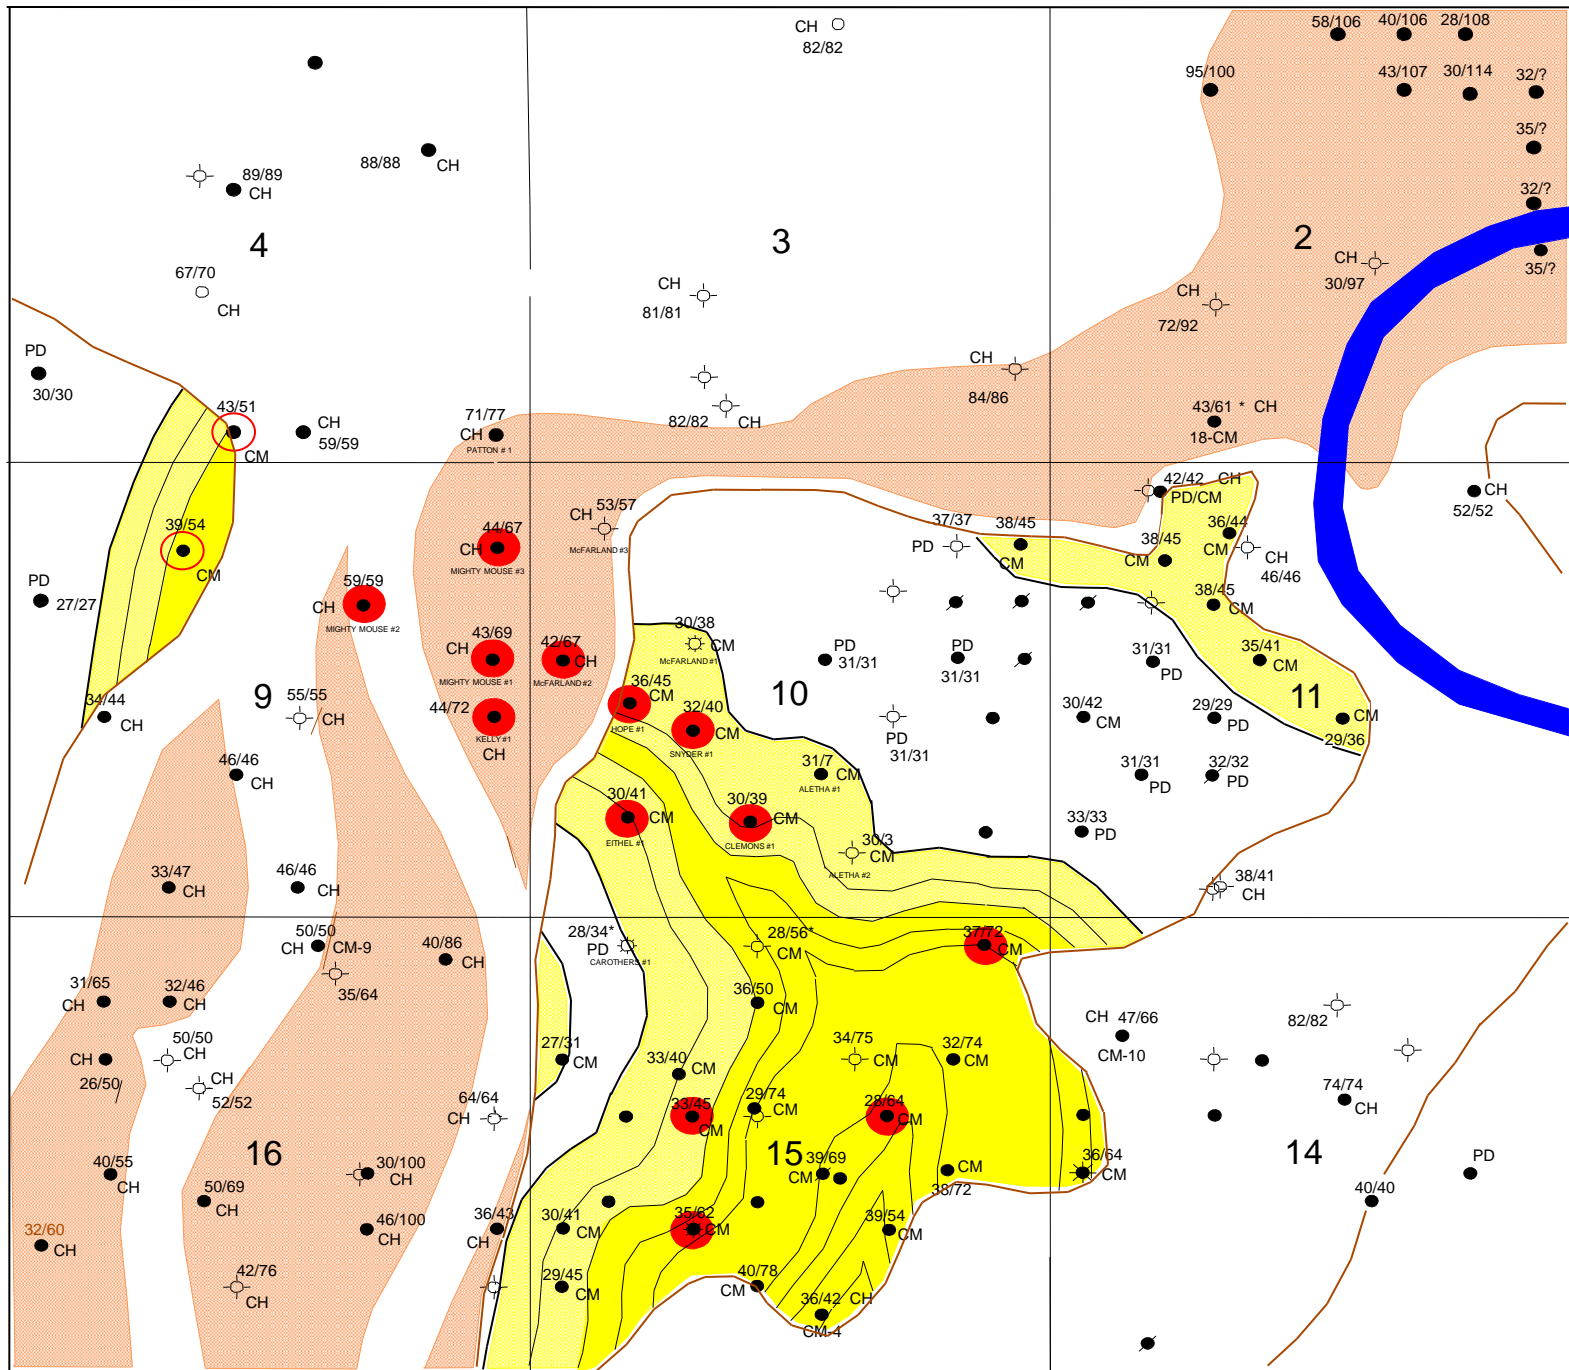 CH
82/82
58/106
40/106
28/108
95/100
43/107
30/114
32/?
35/?
32/?
35/?
88/88
CH
89/89
CH
4
3
2
67/70
CH
CH
81/81
CH
72/92
CH
30/97
PD
30/30
43/51
CM
CH
59/59
71/77
CH
PATTON # 1
82/82
CH
CH
84/86
43/61 * CH
18-CM
42/42 CH
PD/CM
CH
52/52
39/54
CM
44/67
CH
MIGHTY MOUSE #3
53/57
CH
McFARLAND #3
37/37
PD
38/45
CM
38/45
CM
36/44
CM
CH
46/46
PD
27/27
59/59
CH
MIGHTY MOUSE #2
38/45
CM
43/69
CH
MIGHTY MOUSE #1
42/67
CH
McFARLAND #2
30/38
CM
McFARLAND #1
PD
31/31
PD
31/31
31/31
PD
35/41
CM
34/44
CH
9
55/55
CH
44/72
KELLY #1
CH
36/45
CM
HOPE #1
32/40
CM
SNYDER #1
10
PD
31/31
30/42
CM
29/29
PD
11
CM
29/36
46/46
CH
31/7
CM
ALETHA #1
31/31
PD
32/32
PD
30/41
CM
EITHEL #1
30/39
CM
CLEMONS #1
30/3
CM
ALETHA #2
33/33
PD
33/47
CH
46/46
CH
38/41
CH
50/50
CH
CM-9
35/64
40/86
CH
28/34*
PD
CAROTHERS #1
28/56*
CM
37/72
CM
31/65
CH
32/46
CH
36/50
CM
CH
47/66
CM-10
82/82
50/50
CH
CH
26/50
CH
52/52
27/31
CM
33/40
CM
34/75
CM
32/74
CM
74/74
CH
64/64
CH
33/45
CM
29/74
CM
28/64
CM
16
15
14
40/55
CH
30/100
CH
39/69
CM
CM
38/72
36/64
CM
PD
40/40
50/69
CH
32/60
CH
46/100
CH
36/43
CH
30/41
CM
35/62
CM
39/54
CM
42/76
CH
29/45
CM
40/78
CM
36/42 CH
CM-4